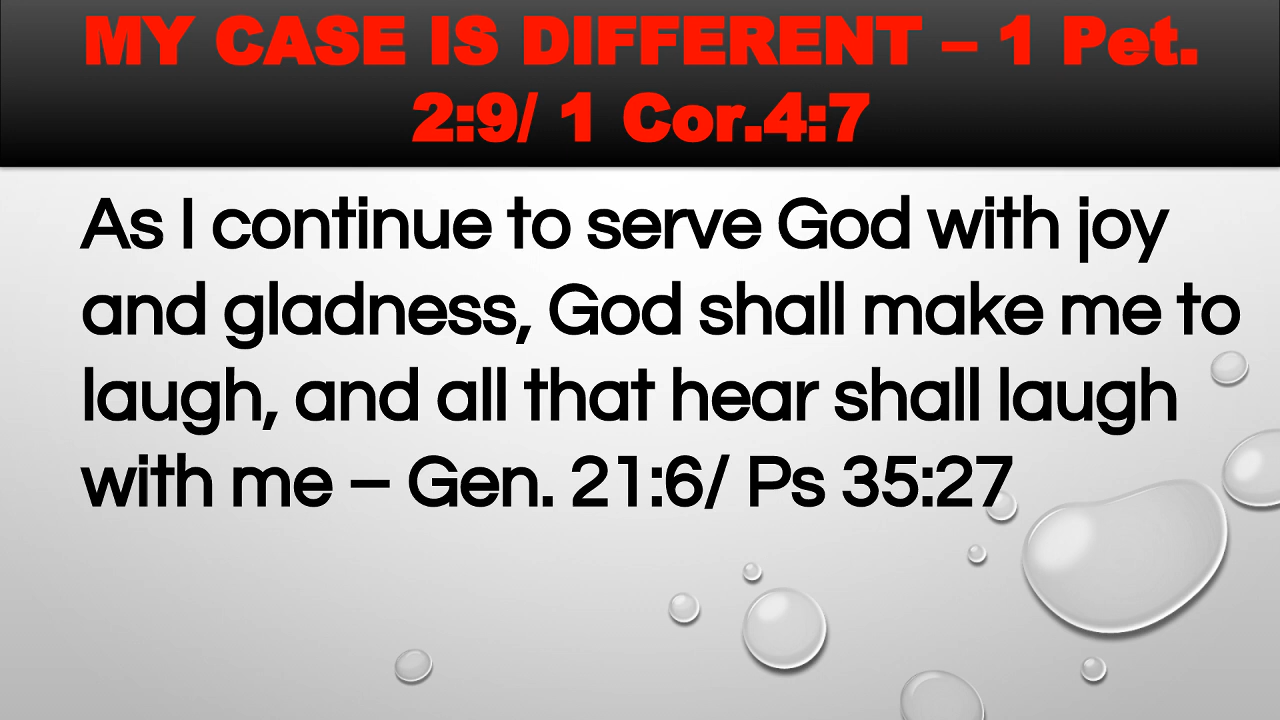 MY CASE IS DIFFERENT – 1 Pet.
2:9/ 1 Cor.4:7
As I continue to serve God with joy
and gladness, God shall make me to
laugh, and all that hear shall laugh
with me – Gen. 21:6/ Ps 35:27